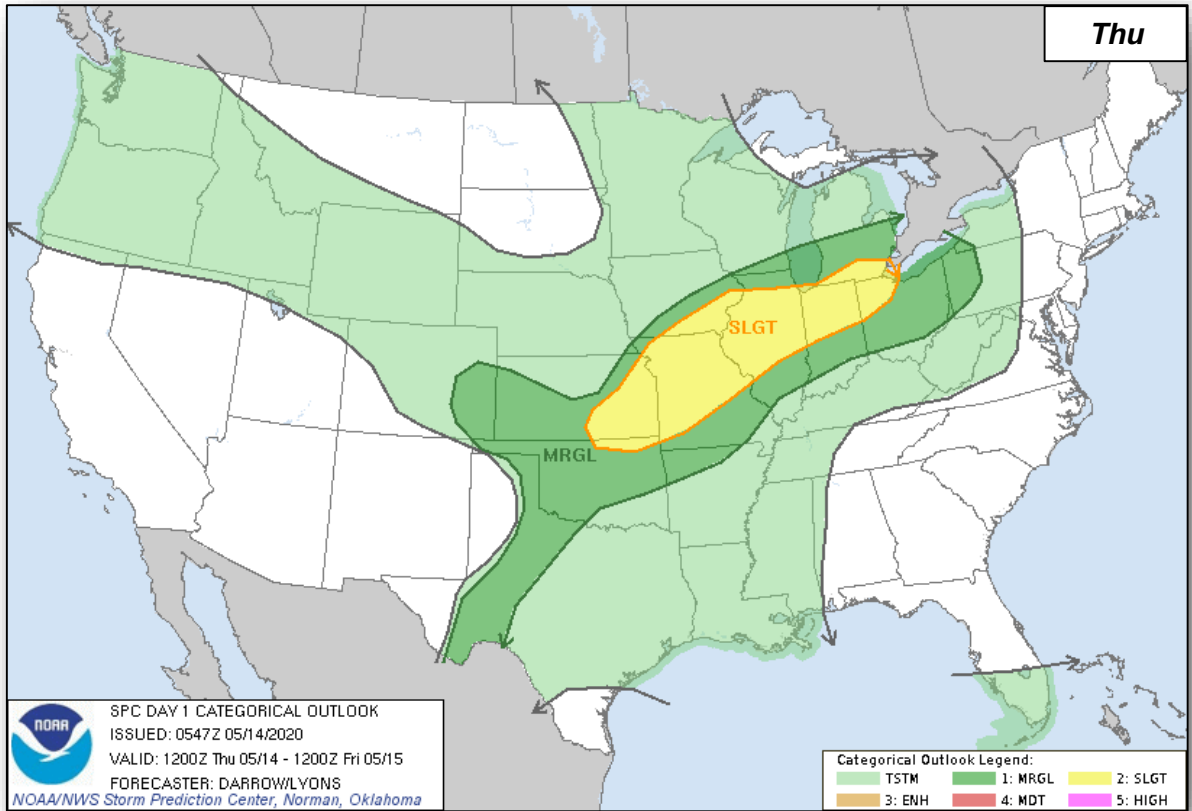 Thu
SLGT
MRGL
NOAA
SPC DAY 1 CATEGORICAL OUTLOOK
ISSUED: 0547Z 05/14/2020
VALID: 1200Z Thu 05/14 - 1200Z Fri 05/15
FORECASTER: DARROW/LYONS
NOAA/NWS Storm Prediction Center, Norman, Oklahoma
Categorical Outlook Legend:
TSTM 1: MRGL 2: SLGT
3: ENH 4: MDT 5: HIGH